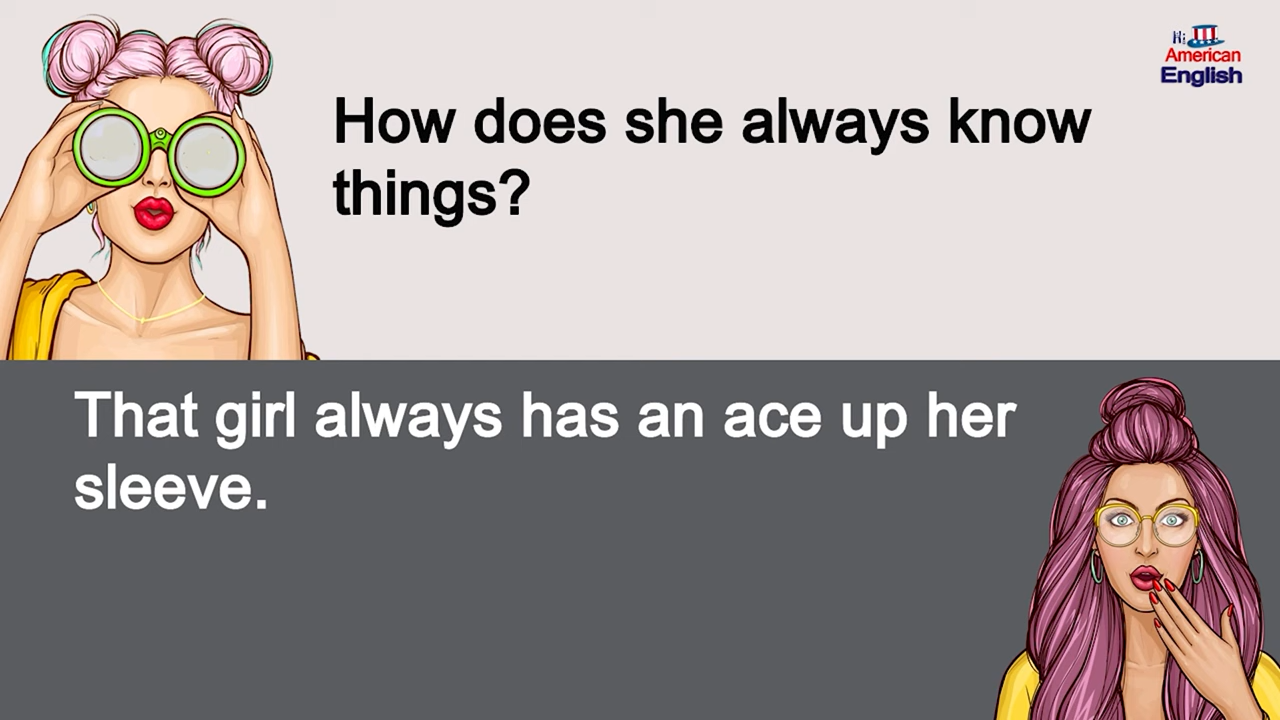 Hi
American
English
How does she always know
things?
That girl always has an ace up her
sleeve.